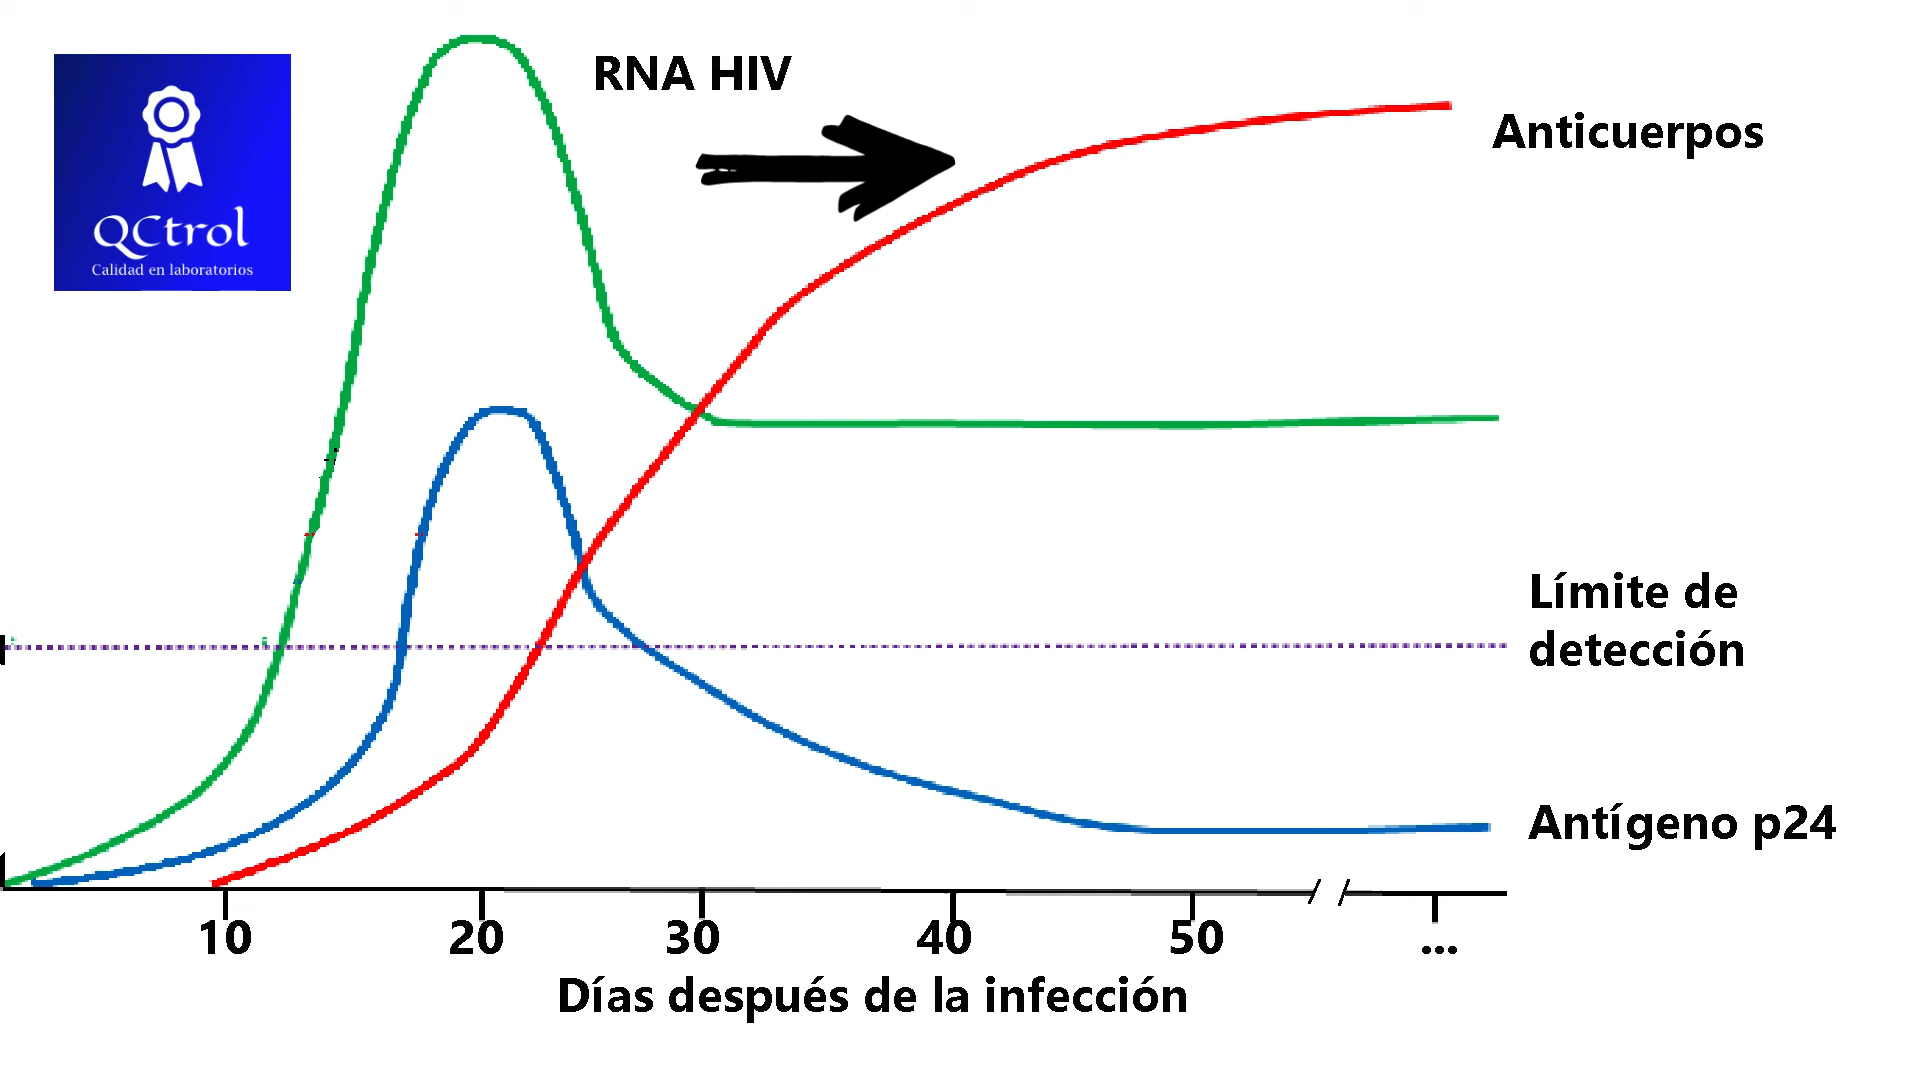 RNA HIV
Anticuerpos
QCtrol
Calidad en laboratorios
Límite de
detección
Antígeno p24
10 20 30 40 50 ...
Días después de la infección